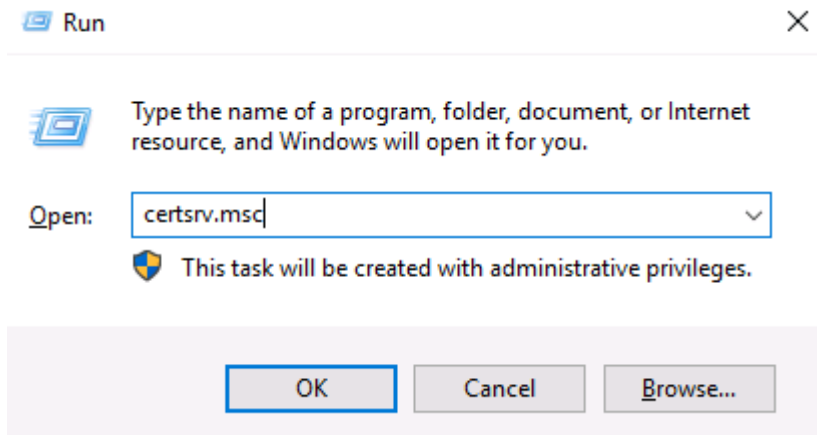 Run
Type the name of a program, folder, document, or Internet
resource, and Windows will open it for you.
Open: certsrv.msc
This task will be created with administrative privileges.
OK Cancel Browse...